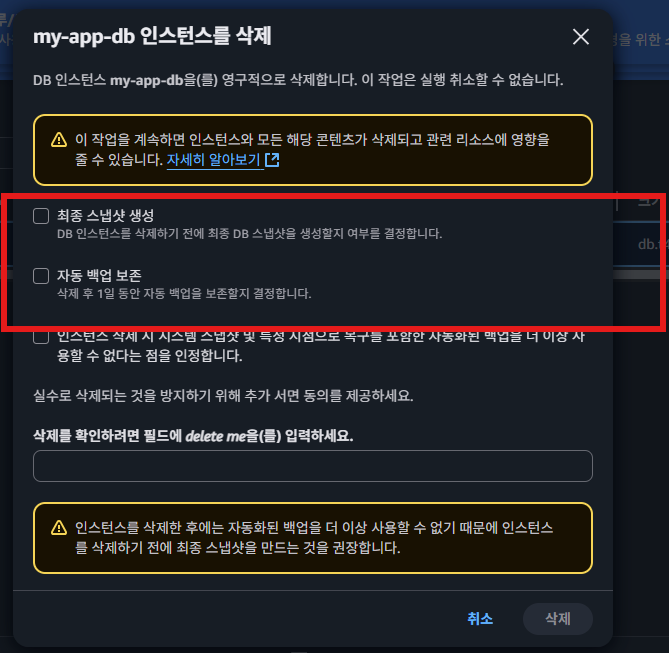 my-app-db 인스턴스를 삭제
DB 인스턴스 my-app-db을(를) 영구적으로 삭제합니다. 이 작업은 실행 취소할 수 없습니다.
이 작업을 계속하면 인스턴스와 모든 해당 콘텐츠가 삭제되고 관련 리소스에 영향을
줄 수 있습니다. 자세히 알아보기
최종 스냅샷 생성
DB 인스턴스를 삭제하기 전에 최종 DB 스냅샷을 생성할지 여부를 결정합니다.
자동 백업 보존
삭제 후 1일 동안 자동 백업을 보존할지 결정합니다.
인스턴스 삭제 시 시스템 스냅샷 및 특정 시점으로 복구를 포함한 자동화된 백업을 더 이상 사
용할 수 없다는 점을 인정합니다.
실수로 삭제되는 것을 방지하기 위해 추가 서면 동의를 제공하세요.
삭제를 확인하려면 필드에 delete me을(를) 입력하세요.
인스턴스를 삭제한 후에는 자동화된 백업을 더 이상 사용할 수 없기 때문에 인스턴스
를 삭제하기 전에 최종 스냅샷을 만드는 것을 권장합니다.
취소
삭제